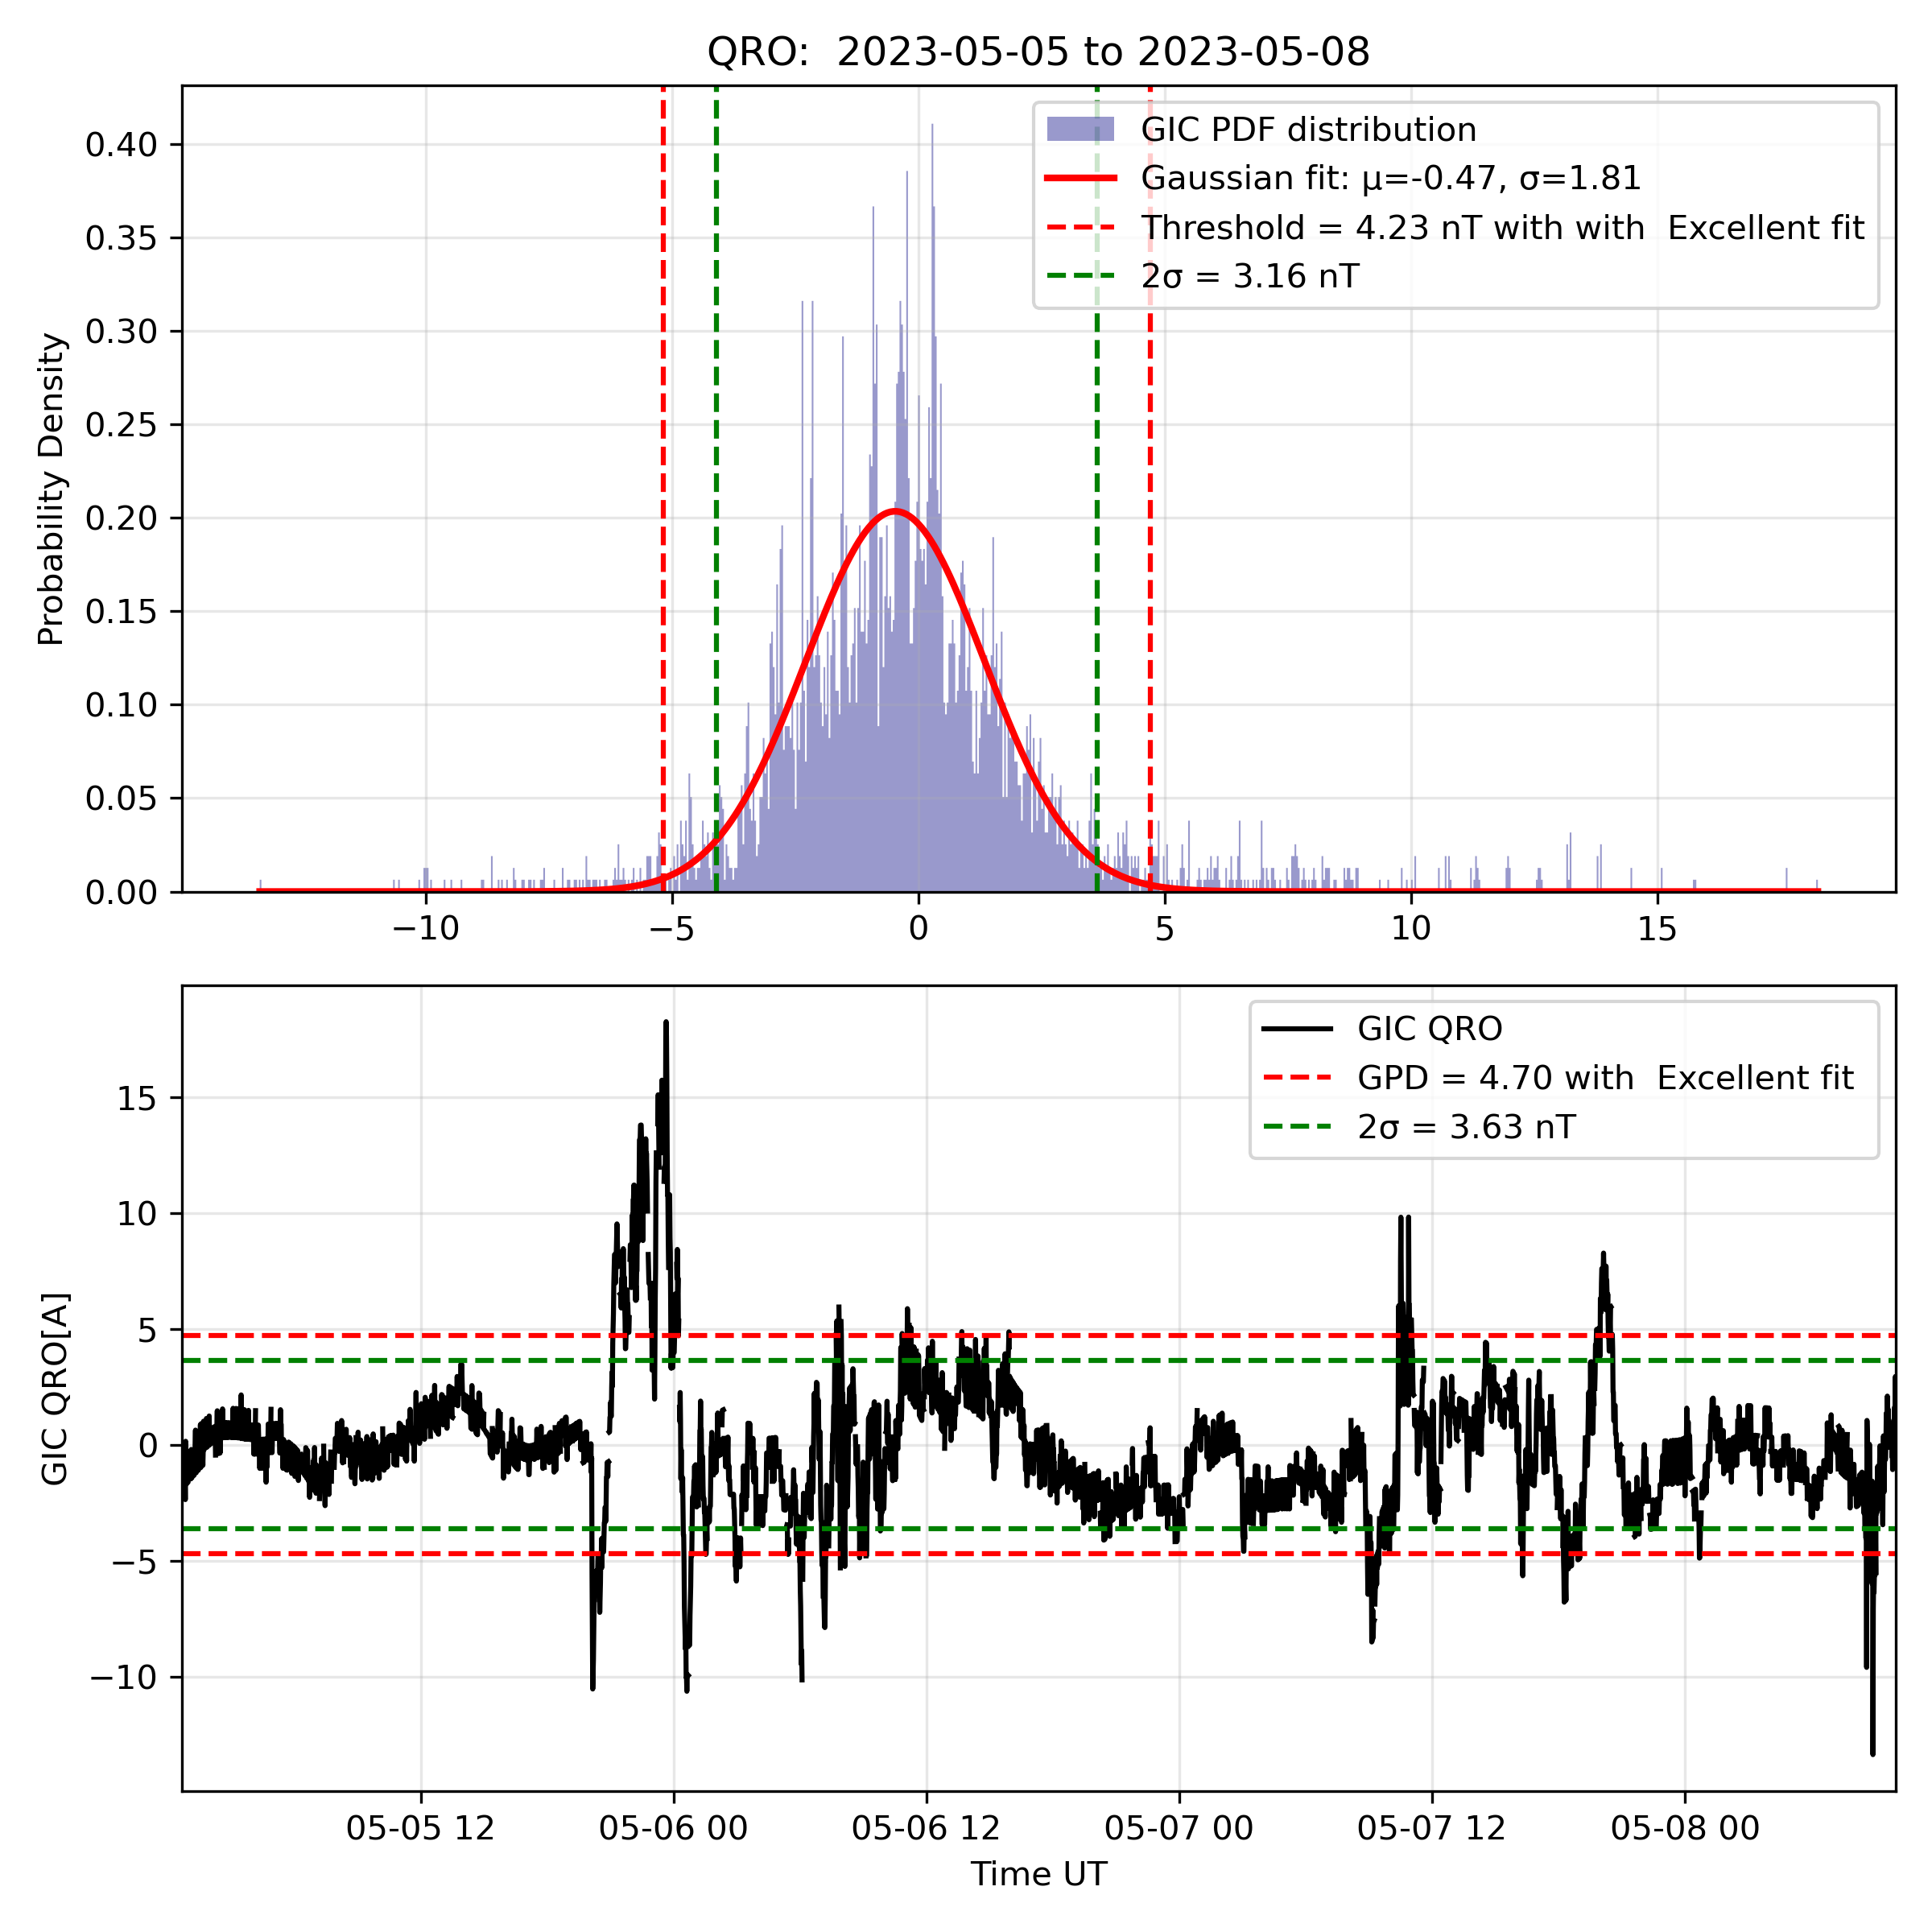 QRO:  2023-05-05 to 2023-05-08
GIC PDF distribution
Gaussian fit: μ=-0.47, σ=1.81
Threshold = 4.23 nT with with  Excellent fit
2σ = 3.16 nT
Probability Density
0.40
0.35
0.30
0.25
0.20
0.15
0.10
0.05
0.00
−10
−5
0
5
10
15
GIC QRO
GPD = 4.70 with  Excellent fit
2σ = 3.63 nT
GIC QRO[A]
15
10
5
0
−5
−10
05-05 12
05-06 00
05-06 12
05-07 00
05-07 12
05-08 00
Time UT